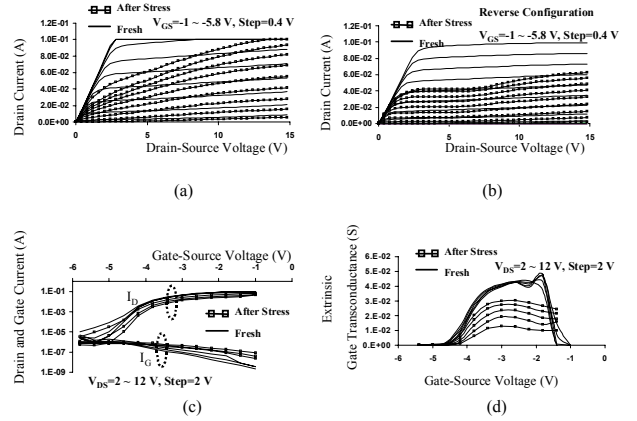 After Stress
Fresh
V_GS=-1 ~ -5.8 V, Step=0.4 V
Drain Current (A)
1.2E-01
1.0E-01
8.0E-02
6.0E-02
4.0E-02
2.0E-02
0.0E+00
0 5 10 15
Drain-Source Voltage (V)
(a)
Reverse Configuration
After Stress
V_GS=-1 ~ -5.8 V, Step=0.4 V
Fresh
Drain Current (A)
1.2E-01
1.0E-01
8.0E-02
6.0E-02
4.0E-02
2.0E-02
0.0E+00
0 5 10 15
Drain-Source Voltage (V)
(b)
Gate-Source Voltage (V)
-6 -5 -4 -3 -2 -1 0
Drain and Gate Current (A)
1.E-01
1.E-03
1.E-05
1.E-07
1.E-09
I_D
After Stress
Fresh
I_G
V_DS=2 ~ 12 V, Step=2 V
(c)
After Stress
V_DS=2 ~ 12 V, Step=2 V
Fresh
Extrinsic
Gate Transconductance (S)
6.E-02
5.E-02
4.E-02
3.E-02
2.E-02
1.E-02
0.E+00
-6 -5 -4 -3 -2 -1 0
Gate-Source Voltage (V)
(d)